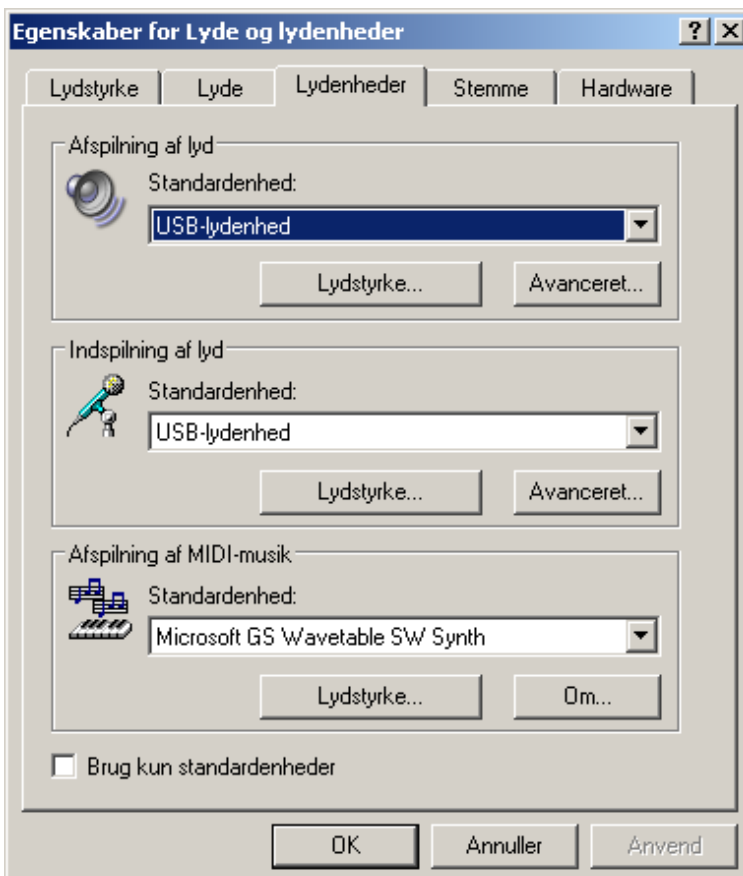 Egenskaber for Lyde og lydenheder
Lydstyrke Lyde Lydenheder Stemme Hardware
Afspilning af lyd
Standardenhed:
USB-lydenhed
Lydstyrke... Avanceret...
Indspilning af lyd
Standardenhed:
USB-lydenhed
Lydstyrke... Avanceret...
Afspilning af MIDI-musik
Standardenhed:
Microsoft GS Wavetable SW Synth
Lydstyrke... Om...
Brug kun standardenheder
OK Annuller Anvend